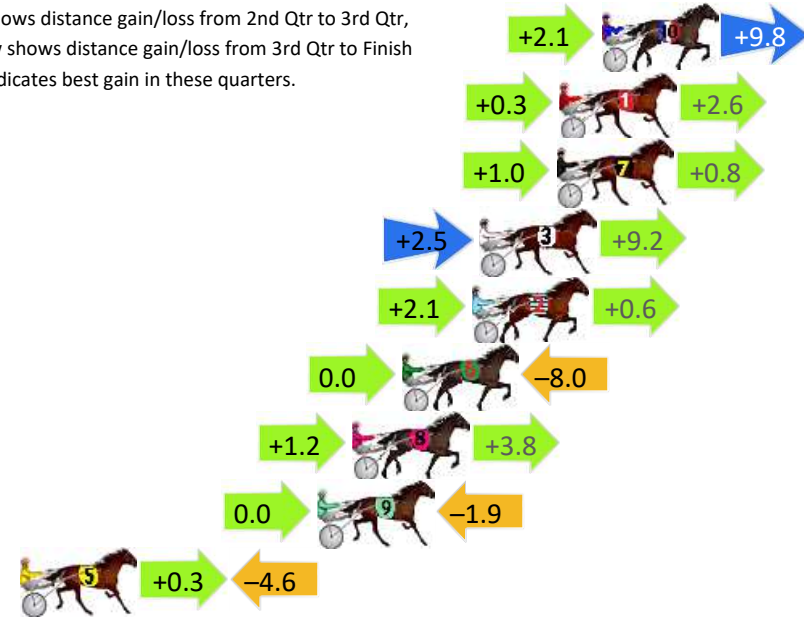 ows distance gain/loss from 2nd Qtr to 3rd Qtr,
shows distance gain/loss from 3rd Qtr to Finish
dicates best gain in these quarters.
+2.1 10 +9.8
+0.3 1 +2.6
+1.0 7 +0.8
+2.5 3 +9.2
+2.1 2 +0.6
0.0 6 –8.0
+1.2 8 +3.8
0.0 9 –1.9
5 +0.3 –4.6